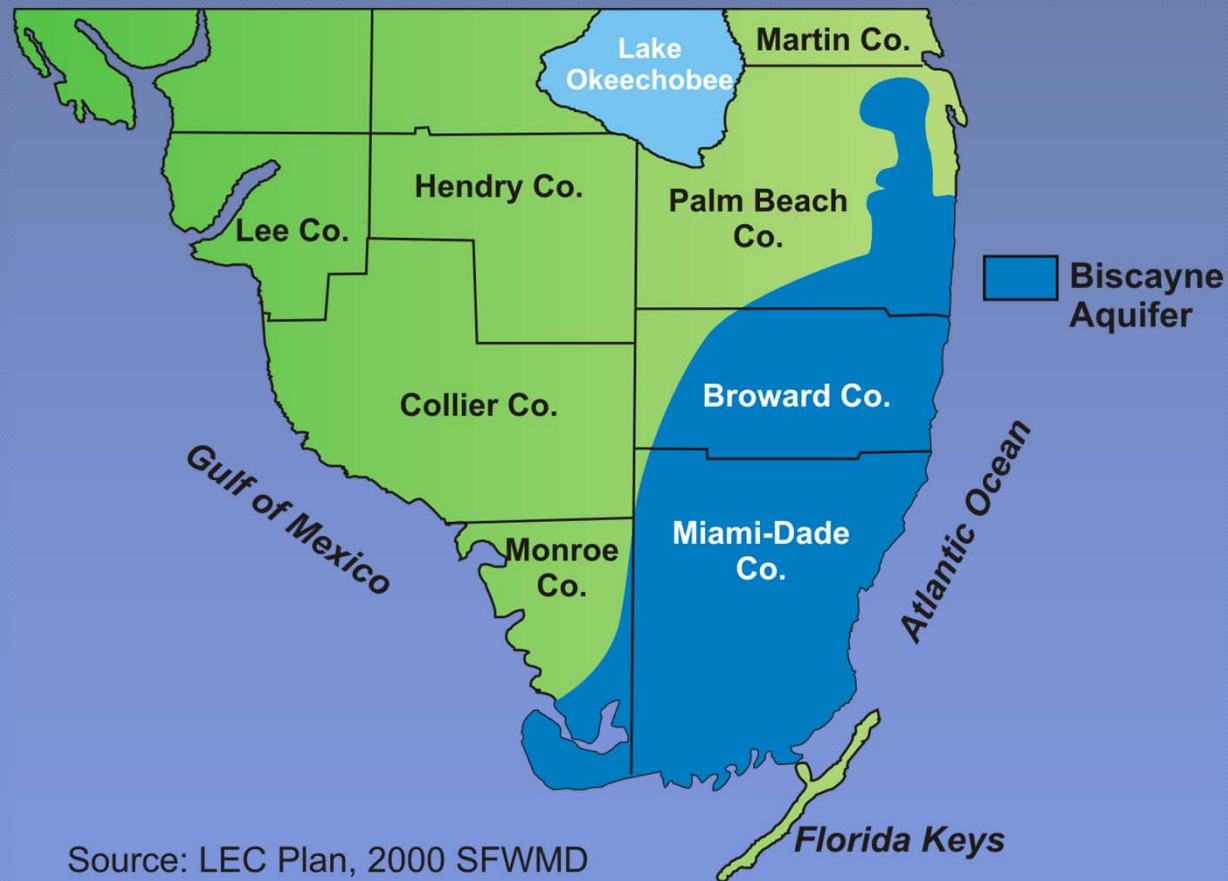 Lake
Okeechobee
Martin Co.
Hendry Co.
Palm Beach
Co.
Lee Co.
Biscayne
Aquifer
Collier Co.
Broward Co.
Gulf of Mexico
Atlantic Ocean
Monroe
Co.
Miami-Dade
Co.
Florida Keys
Source: LEC Plan, 2000 SFWMD